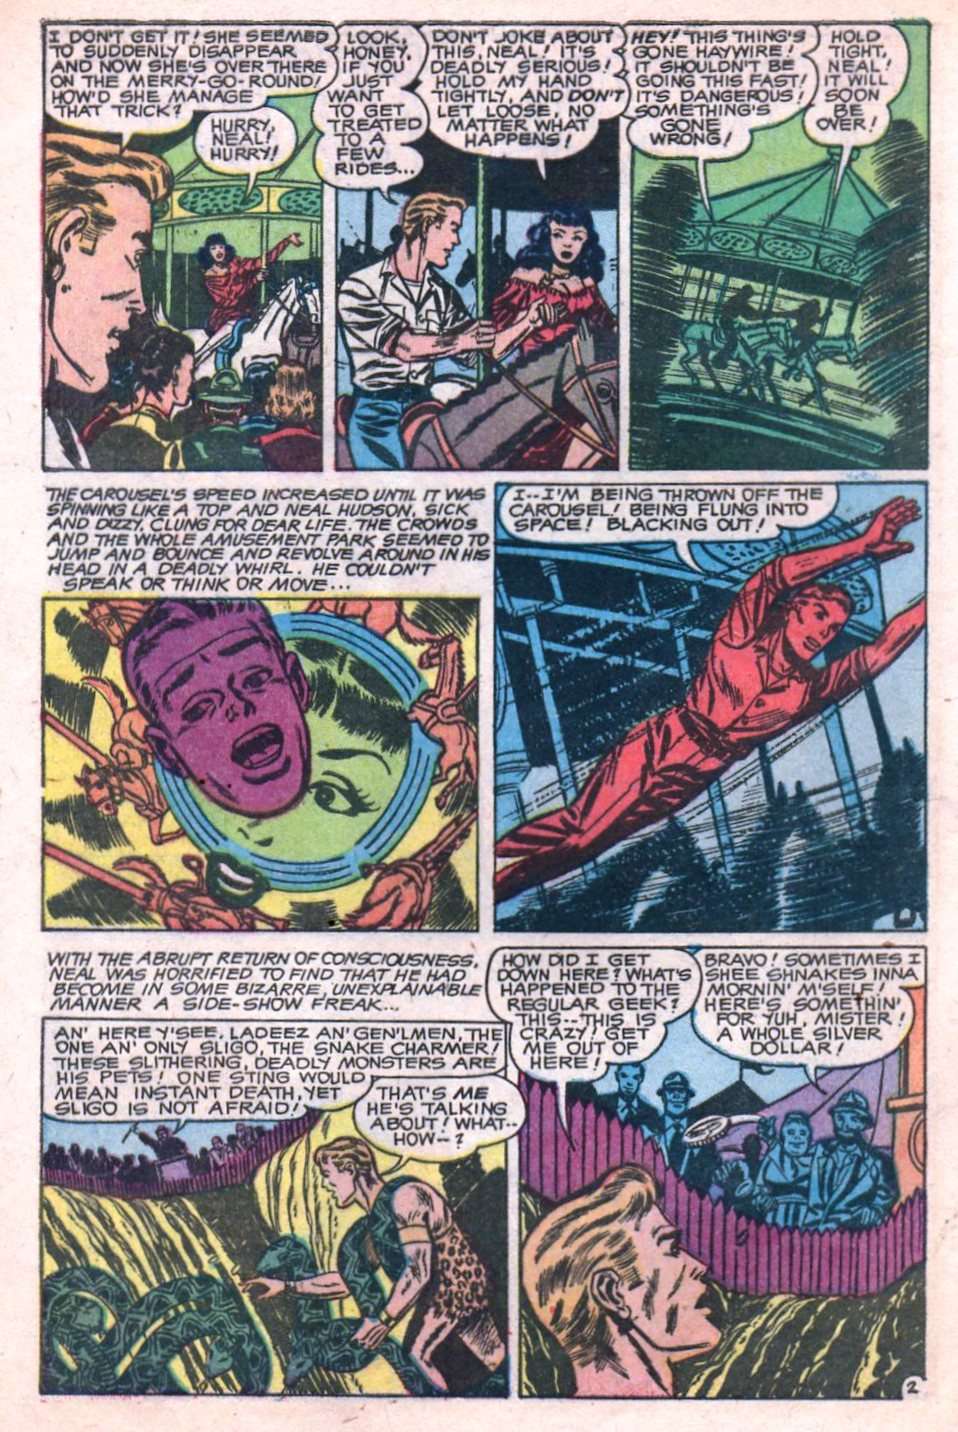 I DON'T GET IT! SHE SEEMED
TO SUDDENLY DISAPPEAR
AND NOW SHE'S OVER THERE
ON THE MERRY-GO-ROUND!
HOW'D SHE MANAGE
THAT TRICK?
HURRY,
NEAL!
HURRY!
LOOK,
HONEY,
IF YOU
JUST
WANT
TO GET
TREATED
TO A
FEW
RIDES...
DON'T JOKE ABOUT
THIS, NEAL! IT'S
DEADLY SERIOUS!
HOLD MY HAND
TIGHTLY, AND DON'T
LET LOOSE, NO
MATTER WHAT
HAPPENS!
HEY! THIS THING'S
GONE HAYWIRE!
IT SHOULDN'T BE
GOING THIS FAST!
IT'S DANGEROUS!
SOMETHING'S
GONE
WRONG!
HOLD
TIGHT,
NEAL!
IT WILL
SOON
BE
OVER!
THE CAROUSEL'S SPEED INCREASED UNTIL IT WAS
SPINNING LIKE A TOP AND NEAL HUDSON, SICK
AND DIZZY, CLUNG FOR DEAR LIFE. THE CROWDS
AND THE WHOLE AMUSEMENT PARK SEEMED TO
JUMP AND BOUNCE AND REVOLVE AROUND IN HIS
HEAD IN A DEADLY WHIRL. HE COULDN'T
SPEAK OR THINK OR MOVE...
I--I'M BEING THROWN OFF THE
CAROUSEL! BEING FLUNG INTO
SPACE! BLACKING OUT!
WITH THE ABRUPT RETURN OF CONSCIOUSNESS,
NEAL WAS HORRIFIED TO FIND THAT HE HAD
BECOME IN SOME BIZARRE, UNEXPLAINABLE
MANNER A SIDE-SHOW FREAK...
AN' HERE Y'SEE, LADEEZ AN' GEN'LMEN, THE
ONE AN' ONLY SLIGO, THE SNAKE CHARMER!
THESE SLITHERING, DEADLY MONSTERS ARE
HIS PETS! ONE STING WOULD
MEAN INSTANT DEATH, YET
SLIGO IS NOT AFRAID!
THAT'S ME
HE'S TALKING
ABOUT! WHAT--
HOW--?
HOW DID I GET
DOWN HERE? WHAT'S
HAPPENED TO THE
REGULAR GEEK?
THIS--THIS IS
CRAZY! GET
ME OUT OF
HERE!
BRAVO! SOMETIMES I
SHEE SHNAKES INNA
MORNIN' M'SELF!
HERE'S SOMETHIN'
FOR YUH, MISTER!
A WHOLE SILVER
DOLLAR!
2